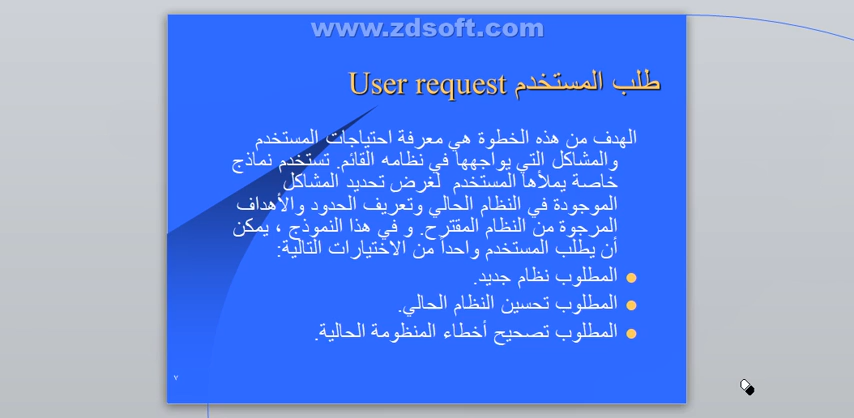 www.zdsoft.com
طلب المستخدم User request
الهدف من هذه الخطوة هي معرفة احتياجات المستخدم
والمشاكل التي يواجهها في نظامه القائم. تستخدم نماذج
خاصة يملأها المستخدم لغرض تحديد المشاكل
الموجودة في النظام الحالي وتعريف الحدود والأهداف
المرجوة من النظام المقترح. و في هذا النموذج ، يمكن
أن يطلب المستخدم واحداً من الاختيارات التالية:
المطلوب نظام جديد.
المطلوب تحسين النظام الحالي.
المطلوب تصحيح أخطاء المنظومة الحالية.
٧